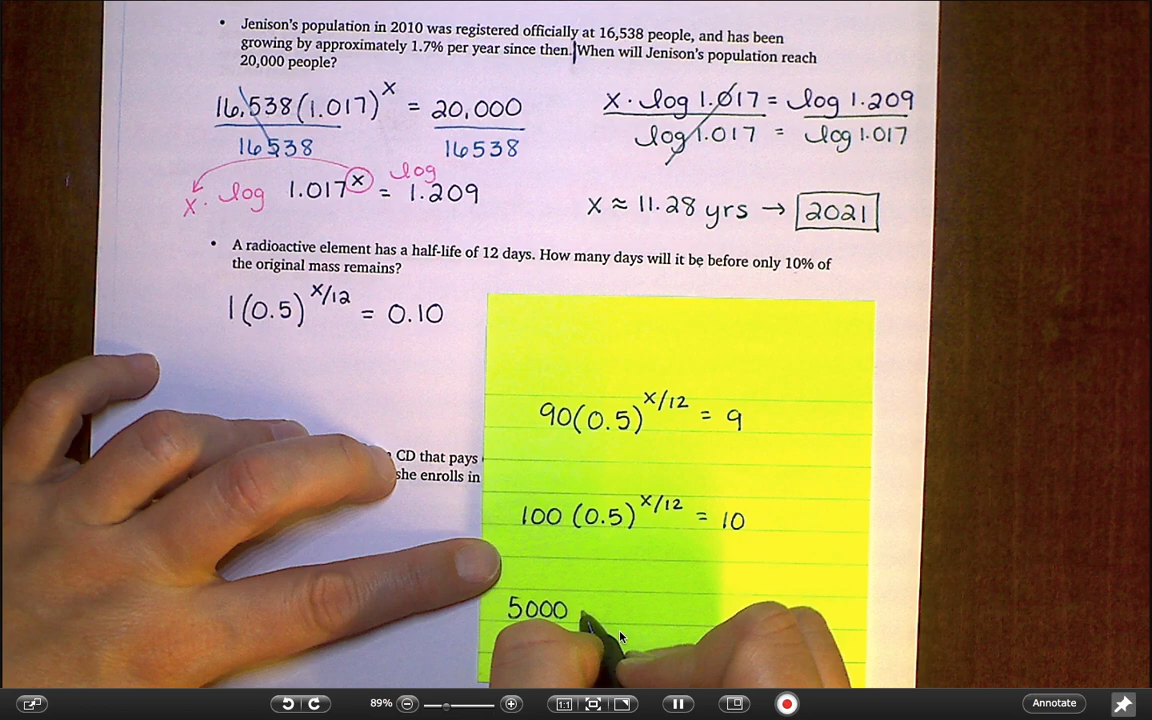 • Jenison's population in 2010 was registered officially at 16,538 people, and has been
growing by approximately 1.7% per year since then. When will Jenison's population reach
20,000 people?
16,538(1.017)^x = 20,000
16538 16538
x · log 1.017^x = log 1.209
x · log 1.017 = log 1.209
log 1.017 = log 1.017
x ≈ 11.28 yrs → 2021
• A radioactive element has a half-life of 12 days. How many days will it be before only 10% of
the original mass remains?
1(0.5)^x/12 = 0.10
90(0.5)^x/12 = 9
CD that pays
she enrolls in
100 (0.5)^x/12 = 10
5000
89%
1:1
Annotate